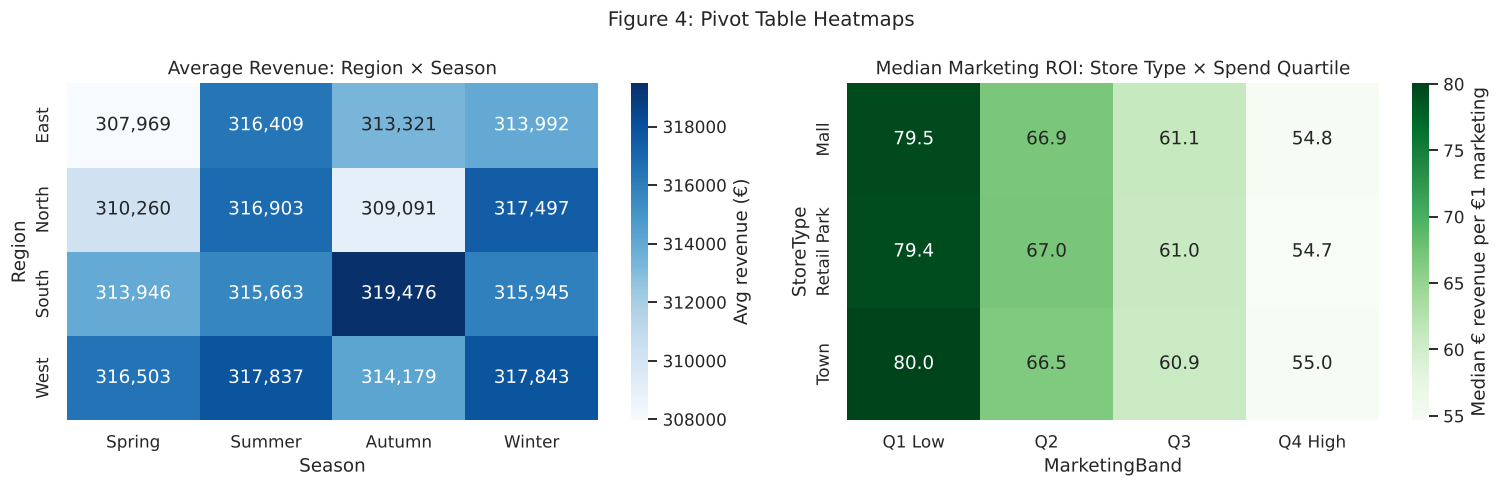 Figure 4: Pivot Table Heatmaps
Average Revenue: Region × Season
Region
East
307,969 316,409 313,321 313,992
North
310,260 316,903 309,091 317,497
South
313,946 315,663 319,476 315,945
West
316,503 317,837 314,179 317,843
Spring Summer Autumn Winter
Season
318000
316000
314000
312000
310000
308000
Avg revenue (€)
Median Marketing ROI: Store Type × Spend Quartile
StoreType
Mall
79.5 66.9 61.1 54.8
Retail Park
79.4 67.0 61.0 54.7
Town
80.0 66.5 60.9 55.0
Q1 Low Q2 Q3 Q4 High
MarketingBand
80
75
70
65
60
55
Median € revenue per €1 marketing